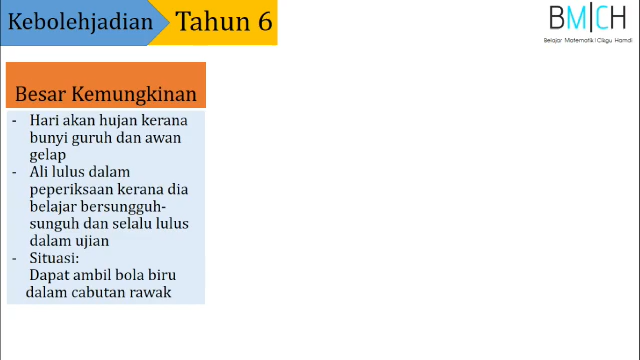 Kebolehjadian Tahun 6
BM|CH
Belajar Matematik | Cikgu Hamdi
Besar Kemungkinan
- Hari akan hujan kerana
bunyi guruh dan awan
gelap
- Ali lulus dalam
peperiksaan kerana dia
belajar bersungguh-
sunguh dan selalu lulus
dalam ujian
- Situasi:
Dapat ambil bola biru
dalam cabutan rawak